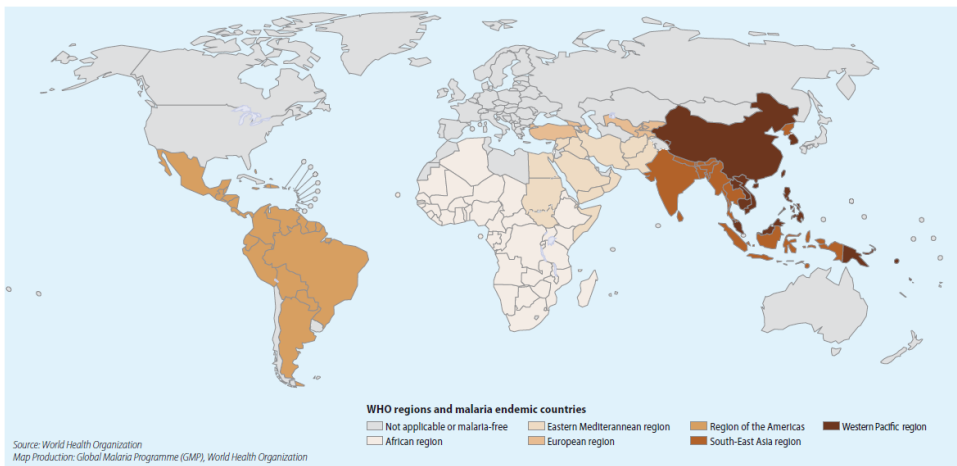 WHO regions and malaria endemic countries
Not applicable or malaria-free
Eastern Mediterannean region
Region of the Americas
Western Pacific region
African region
European region
South-East Asia region
Source: World Health Organization
Map Production: Global Malaria Programme (GMP), World Health Organization